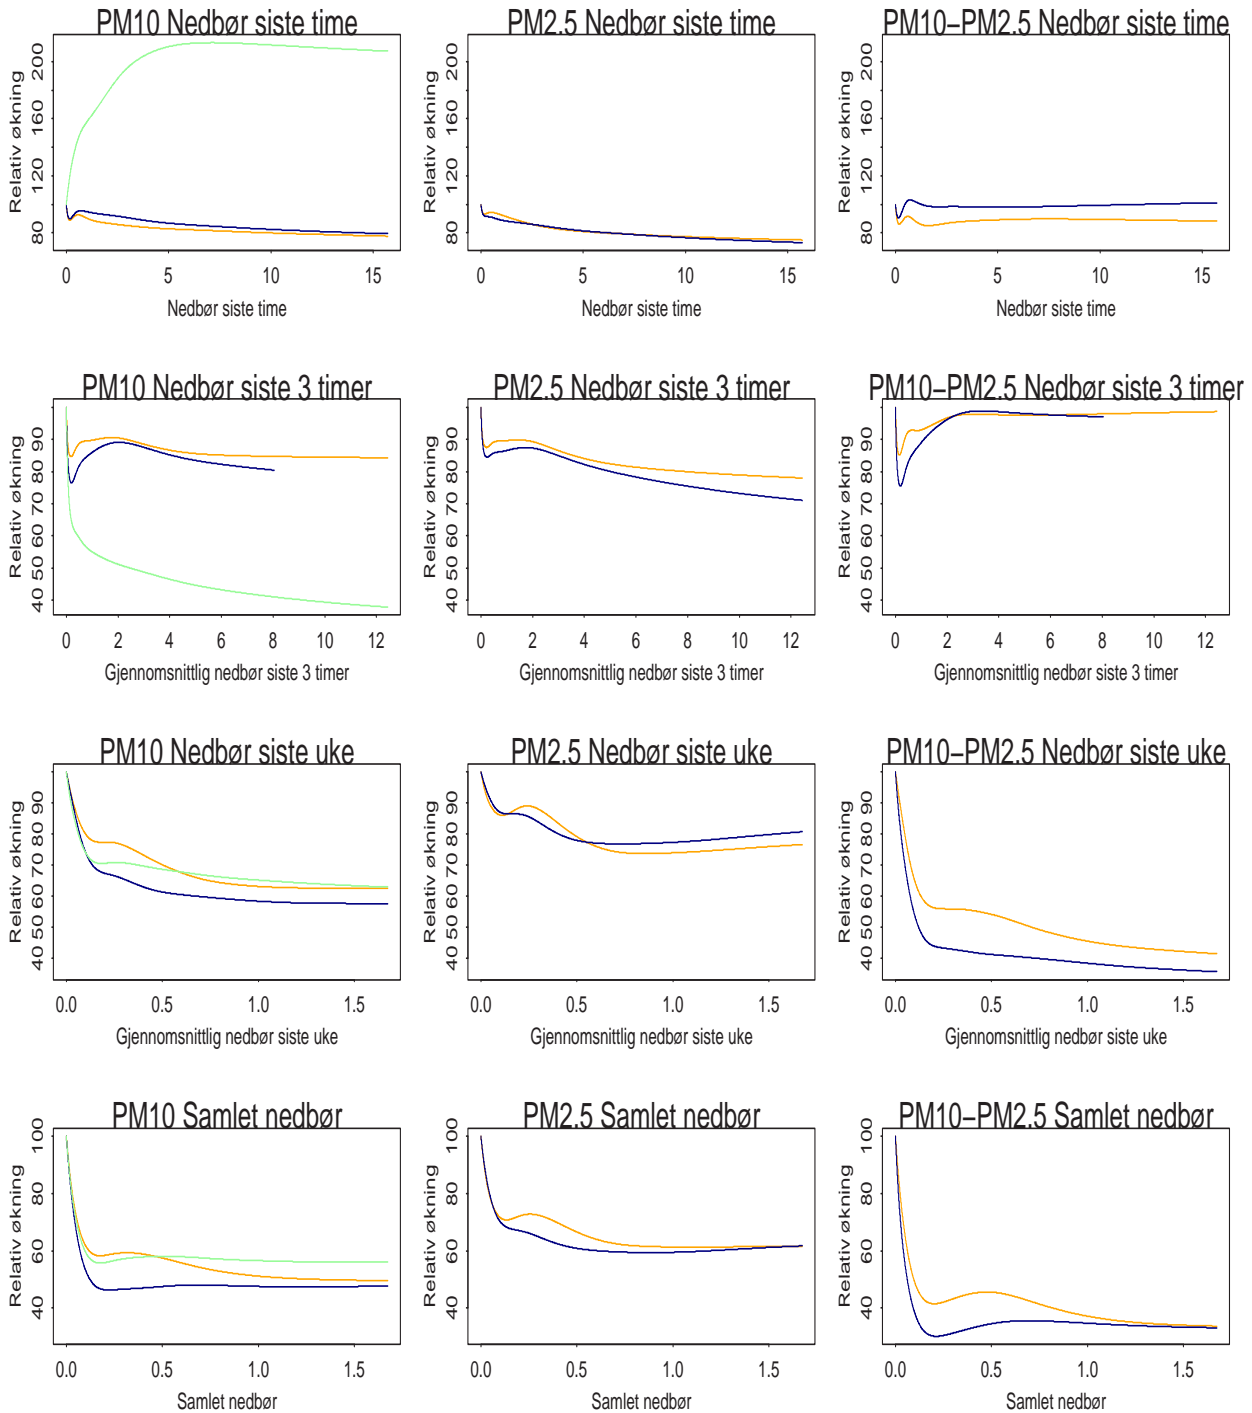 PM10 Nedbør siste time
PM2.5 Nedbør siste time
PM10−PM2.5 Nedbør siste time
Relativ økning
80 120 160 200
0 5 10 15
Nedbør siste time
Relativ økning
80 120 160 200
0 5 10 15
Nedbør siste time
Relativ økning
80 120 160 200
0 5 10 15
Nedbør siste time
PM10 Nedbør siste 3 timer
PM2.5 Nedbør siste 3 timer
PM10−PM2.5 Nedbør siste 3 timer
Relativ økning
40 50 60 70 80 90
0 2 4 6 8 10 12
Gjennomsnittlig nedbør siste 3 timer
Relativ økning
40 50 60 70 80 90
0 2 4 6 8 10 12
Gjennomsnittlig nedbør siste 3 timer
Relativ økning
40 50 60 70 80 90
0 2 4 6 8 10 12
Gjennomsnittlig nedbør siste 3 timer
PM10 Nedbør siste uke
PM2.5 Nedbør siste uke
PM10−PM2.5 Nedbør siste uke
Relativ økning
40 50 60 70 80 90
0.0 0.5 1.0 1.5
Gjennomsnittlig nedbør siste uke
Relativ økning
40 50 60 70 80 90
0.0 0.5 1.0 1.5
Gjennomsnittlig nedbør siste uke
Relativ økning
40 50 60 70 80 90
0.0 0.5 1.0 1.5
Gjennomsnittlig nedbør siste uke
PM10 Samlet nedbør
PM2.5 Samlet nedbør
PM10−PM2.5 Samlet nedbør
Relativ økning
40 60 80 100
0.0 0.5 1.0 1.5
Samlet nedbør
Relativ økning
40 60 80 100
0.0 0.5 1.0 1.5
Samlet nedbør
Relativ økning
40 60 80 100
0.0 0.5 1.0 1.5
Samlet nedbør